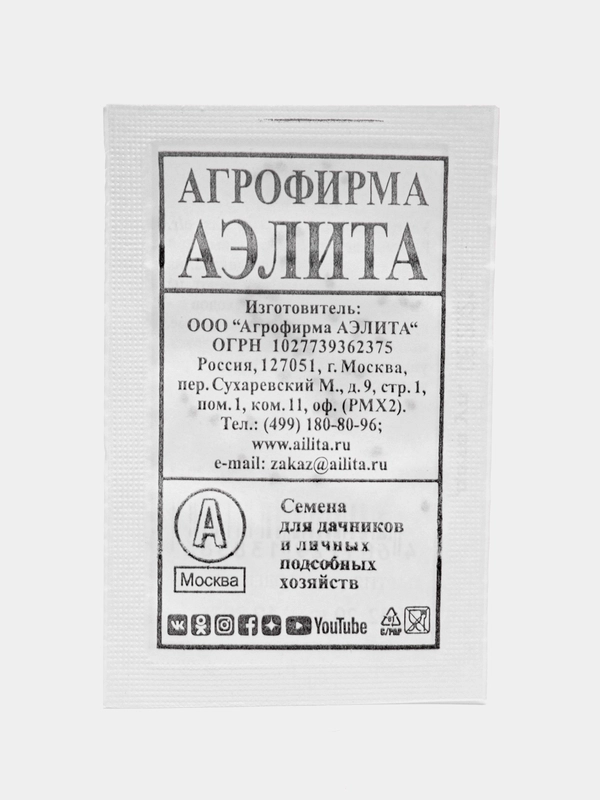 АГРОФИРМА
АЭЛИТА
Изготовитель:
ООО “Агрофирма АЭЛИТА“
ОГРН 1027739362375
Россия, 127051, г. Москва,
пер. Сухаревский М., д. 9, стр. 1,
пом. 1, ком. 11, оф. (РМХ2).
Тел.: (499) 180-80-96;
www.ailita.ru
e-mail: zakaz@ailita.ru
А
Москва
Семена
для дачников
и личных
подсобных
хозяйств
YouTube
C/PAP